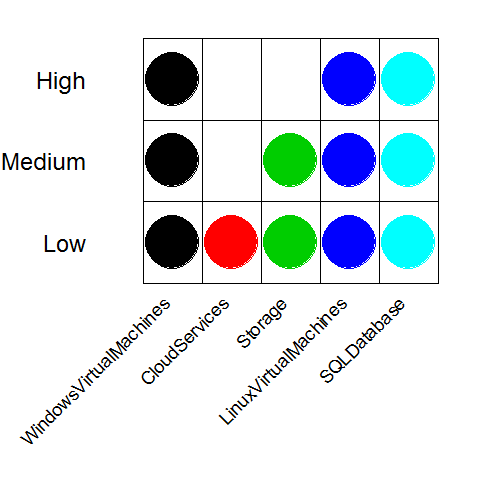 High
Medium
Low
WindowsVirtualMachines
CloudServices
Storage
LinuxVirtualMachines
SQLDatabase